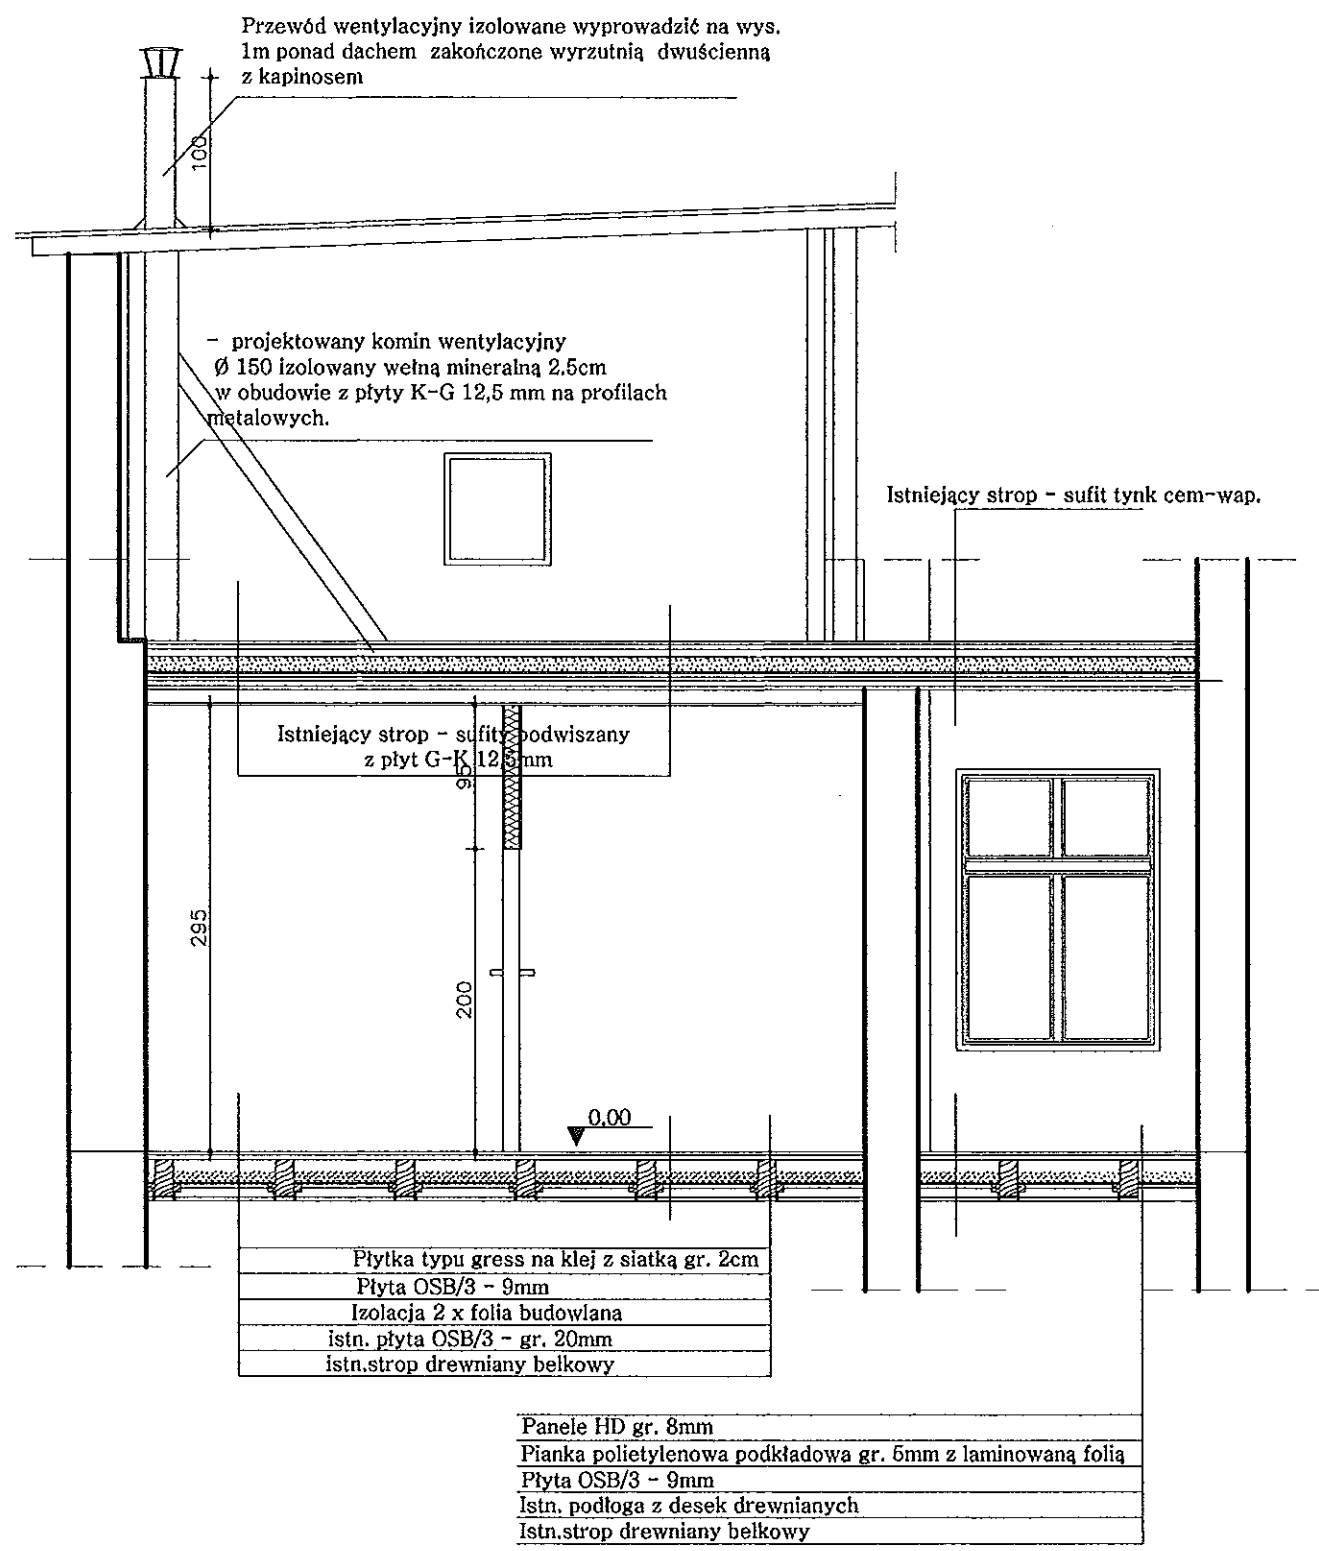 Przewód wentylacyjny izolowane wyprowadzić na wys.
1m ponad dachem zakończone wyrzutnią dwuścienną
z kapinosem
100
- projektowany komin wentylacyjny
Ø 150 izolowany wełną mineralną 2,5cm
w obudowie z płyty K-G 12,5 mm na profilach
metalowych.
Istniejący strop - sufit tynk cem-wap.
Istniejący strop - sufity podwiszany
z płyt G-K 12,5mm
95
295
200
0,00
Płytka typu gress na klej z siatką gr. 2cm
Płyta OSB/3 - 9mm
Izolacja 2 x folia budowlana
Istn. płyta OSB/3 - gr. 20mm
Istn.strop drewniany belkowy
Panele HD gr. 8mm
Pianka polietylenowa podkładowa gr. 5mm z laminowaną folią
Płyta OSB/3 - 9mm
Istn. podłoga z desek drewnianych
Istn.strop drewniany belkowy